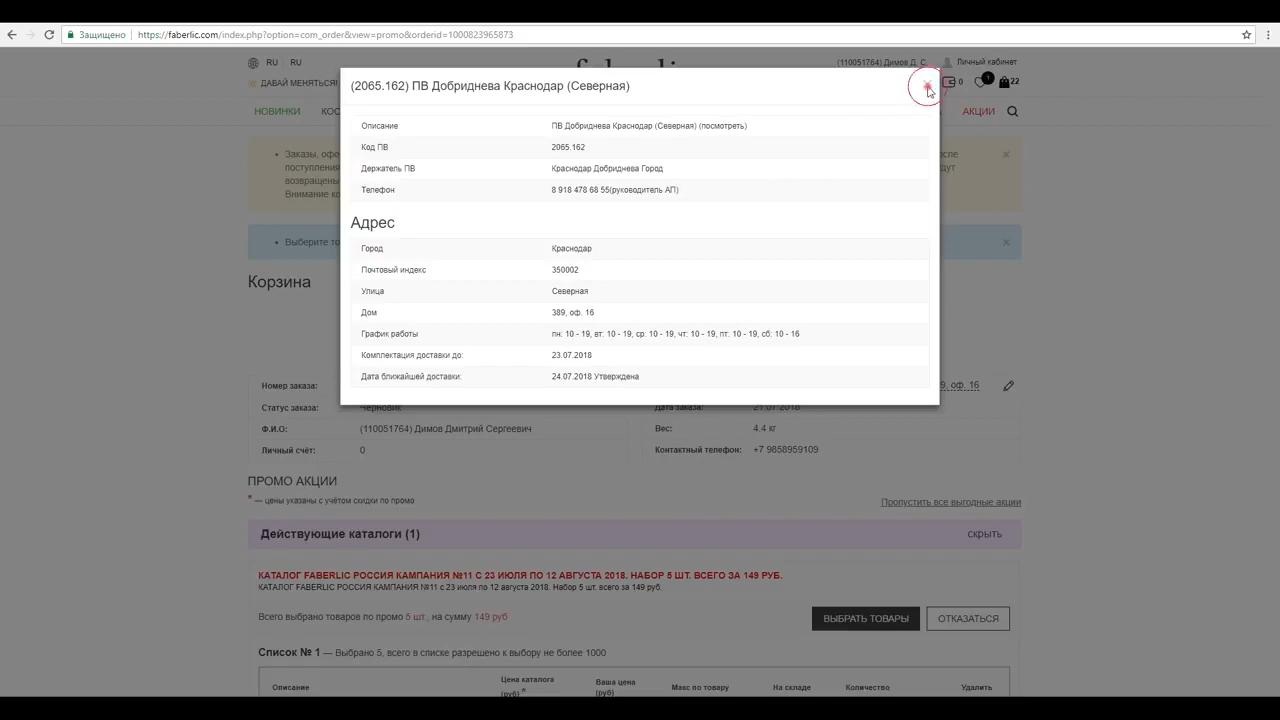 Защищено https://faberlic.com/index.php?option=com_order&view=promo&orderid=1000823965873
RU RU
(110051764) Димов Д. С. Личный кабинет
ДАВАЙ МЕНЯТЬСЯ!
0 1 22
НОВИНКИ
АКЦИИ
(2065.162) ПВ Добриднева Краснодар (Северная)
Описание ПВ Добриднева Краснодар (Северная) (посмотреть)
Код ПВ 2065.162
Держатель ПВ Краснодар Добриднева Город
Телефон 8 918 478 68 55(руководитель АП)
Адрес
Город Краснодар
Почтовый индекс 350002
Улица Северная
Дом 389, оф. 16
График работы пн: 10 - 19, вт: 10 - 19, ср: 10 - 19, чт: 10 - 19, пт: 10 - 19, сб: 10 - 16
Комплектация доставки до: 23.07.2018
Дата ближайшей доставки: 24.07.2018 Утверждена
Заказы,
поступления
возвращены
Внимание
Выберите
Корзина
Номер заказа: 9, оф. 16
Статус заказа: Черновик Дата заказа: 21.07.2018
Ф.И.О: (110051764) Димов Дмитрий Сергеевич Вес: 4.4 кг
Личный счёт: 0 Контактный телефон: +7 9858959109
ПРОМО АКЦИИ
* — цены указаны с учётом скидки по промо
Пропустить все выгодные акции
Действующие каталоги (1) скрыть
КАТАЛОГ FABERLIC РОССИЯ КАМПАНИЯ №11 С 23 ИЮЛЯ ПО 12 АВГУСТА 2018. НАБОР 5 ШТ. ВСЕГО ЗА 149 РУБ.
КАТАЛОГ FABERLIC РОССИЯ КАМПАНИЯ №11 с 23 июля по 12 августа 2018. Набор 5 шт. всего за 149 руб.
Всего выбрано товаров по промо 5 шт., на сумму 149 руб
ВЫБРАТЬ ТОВАРЫ ОТКАЗАТЬСЯ
Список № 1 — Выбрано 5, всего в списке разрешено к выбору не более 1000
Описание Цена каталога (руб) * Ваша цена (руб) Макс по товару На складе Количество Удалить